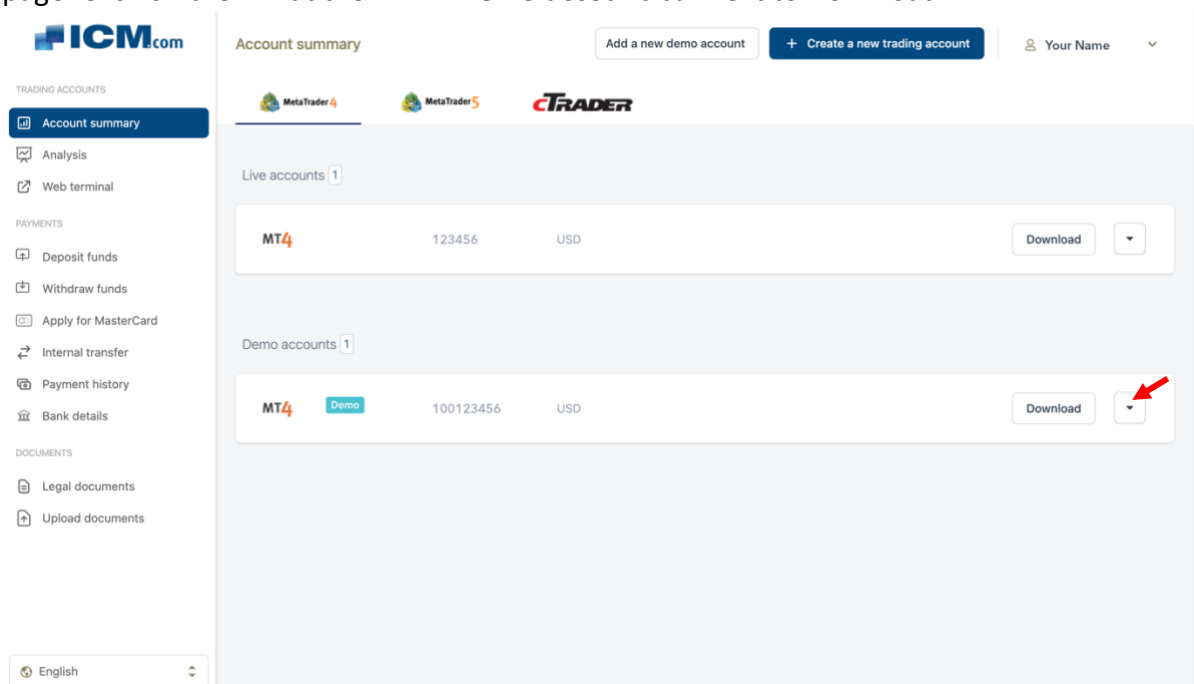 ICM.com
Account summary
Add a new demo account
+ Create a new trading account
Your Name
TRADING ACCOUNTS
MetaTrader 4
MetaTrader 5
cTRADER
Account summary
Analysis
Web terminal
Live accounts 1
PAYMENTS
MT4
123456
USD
Download
Deposit funds
Withdraw funds
Apply for MasterCard
Internal transfer
Demo accounts 1
Payment history
MT4
Demo
100123456
USD
Download
Bank details
DOCUMENTS
Legal documents
Upload documents
English